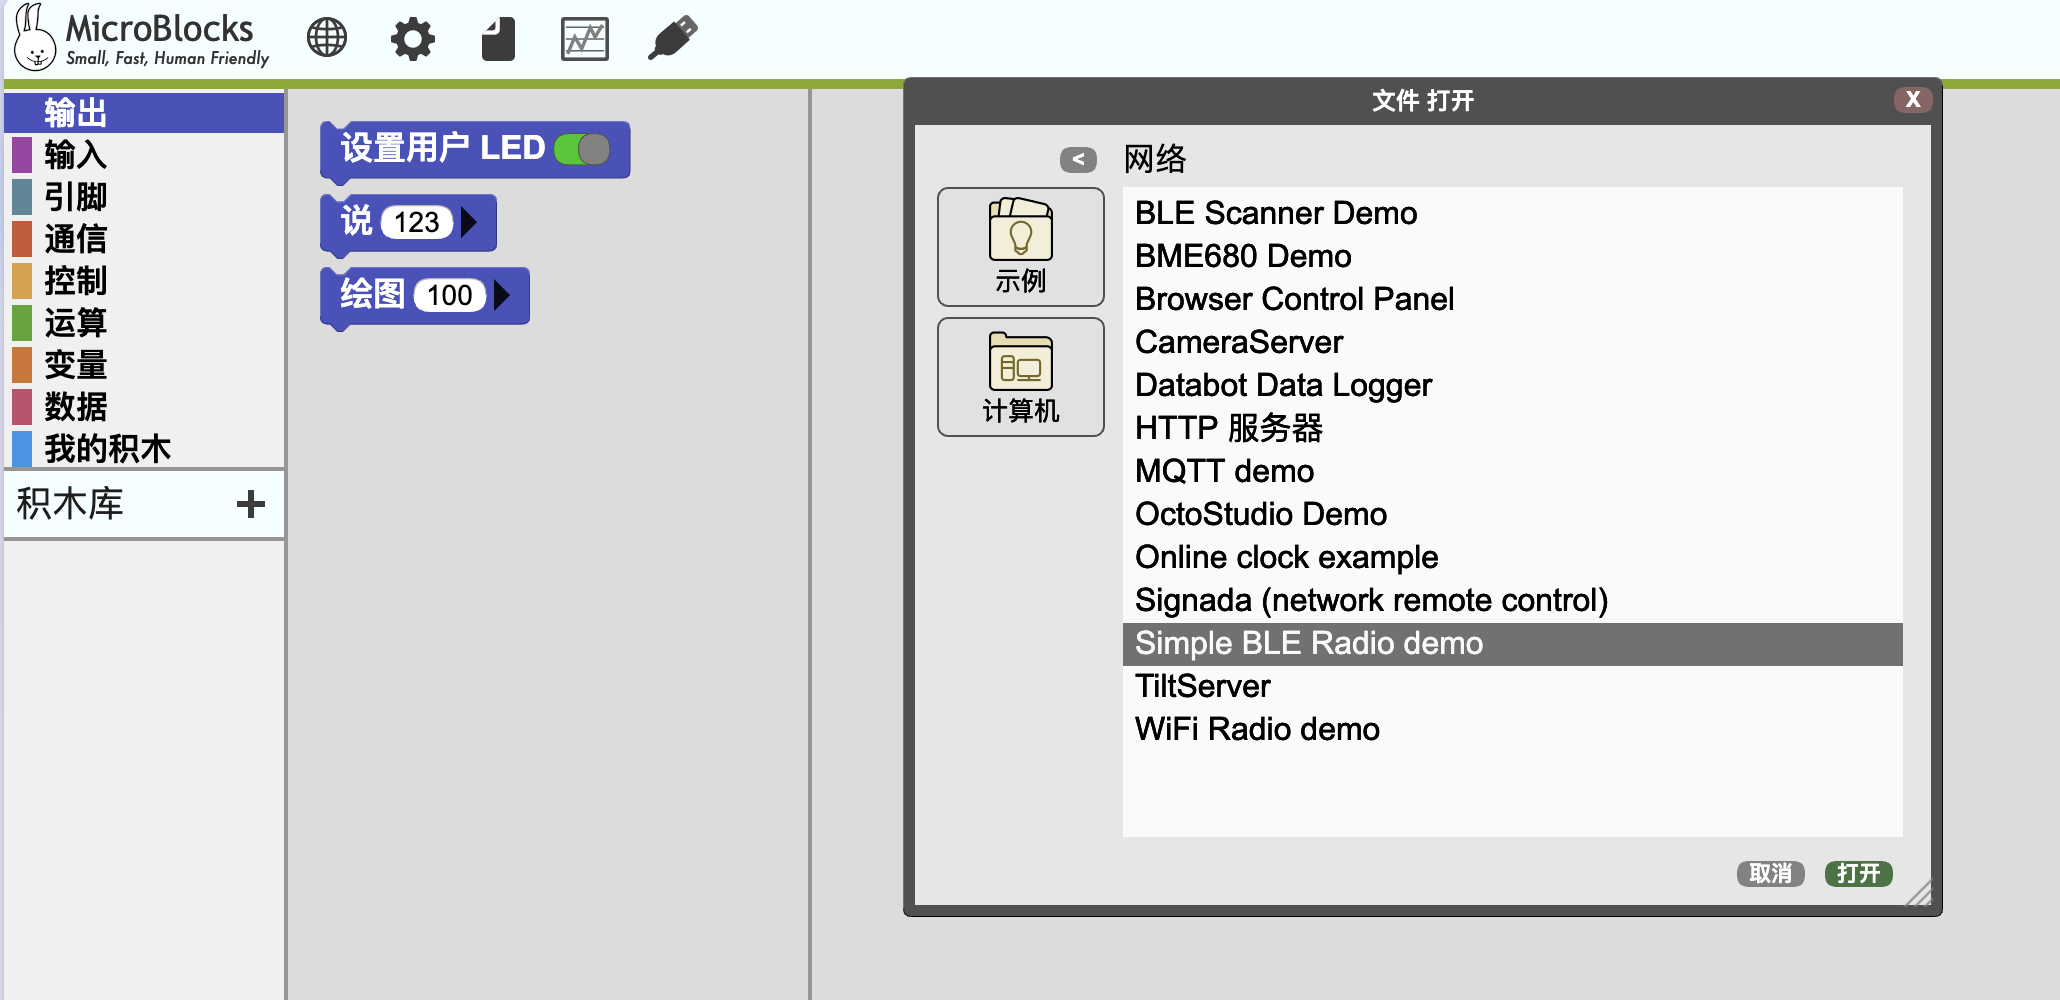 MicroBlocks
Small, Fast, Human Friendly
输出
输入
引脚
通信
控制
运算
变量
数据
我的积木
积木库 +
设置用户 LED
说 123
绘图 100
文件 打开
X
<
网络
示例
计算机
BLE Scanner Demo
BME680 Demo
Browser Control Panel
CameraServer
Databot Data Logger
HTTP 服务器
MQTT demo
OctoStudio Demo
Online clock example
Signada (network remote control)
Simple BLE Radio demo
TiltServer
WiFi Radio demo
取消
打开